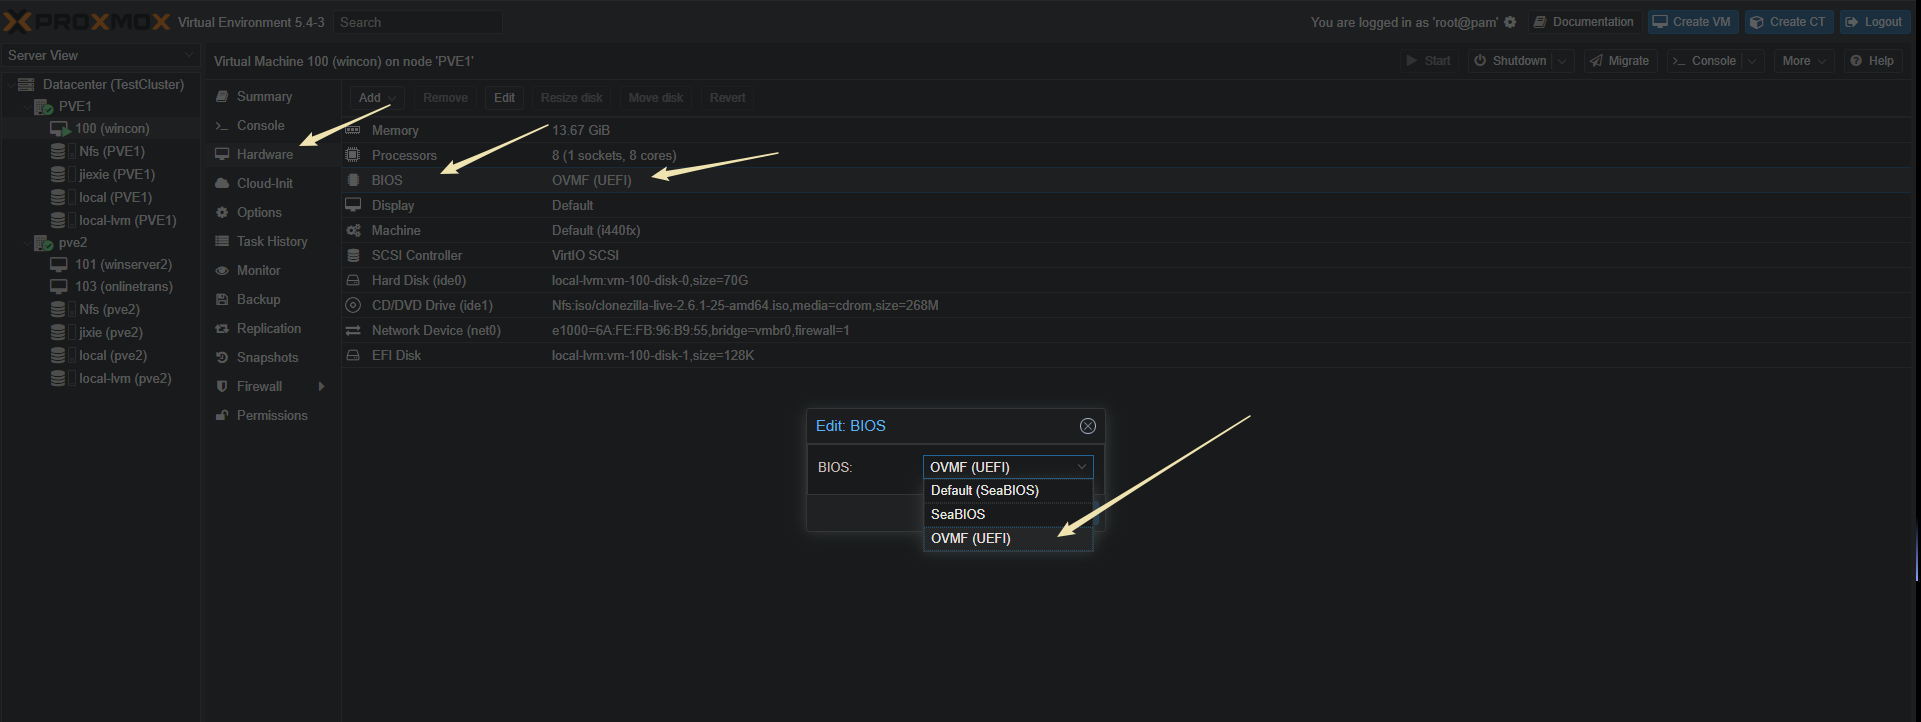 PROXMOX Virtual Environment 5.4-3 Search You are logged in as 'root@pam' Documentation Create VM Create CT Logout
Server View
Virtual Machine 100 (wincon) on node 'PVE1' Start Shutdown Migrate Console More Help
Datacenter (TestCluster)
PVE1
100 (wincon)
Nfs (PVE1)
jiexie (PVE1)
local (PVE1)
local-lvm (PVE1)
pve2
101 (winserver2)
103 (onlinetrans)
Nfs (pve2)
jixie (pve2)
local (pve2)
local-lvm (pve2)
Summary
Console
Hardware
Cloud-Init
Options
Task History
Monitor
Backup
Replication
Snapshots
Firewall
Permissions
Add Remove Edit Resize disk Move disk Revert
Memory 13.67 GiB
Processors 8 (1 sockets, 8 cores)
BIOS OVMF (UEFI)
Display Default
Machine Default (i440fx)
SCSI Controller VirtIO SCSI
Hard Disk (ide0) local-lvm:vm-100-disk-0,size=70G
CD/DVD Drive (ide1) Nfs:iso/clonezilla-live-2.6.1-25-amd64.iso,media=cdrom,size=268M
Network Device (net0) e1000=6A:FE:FB:96:B9:55,bridge=vmbr0,firewall=1
EFI Disk local-lvm:vm-100-disk-1,size=128K
Edit: BIOS
BIOS: OVMF (UEFI)
Default (SeaBIOS)
SeaBIOS
OVMF (UEFI)